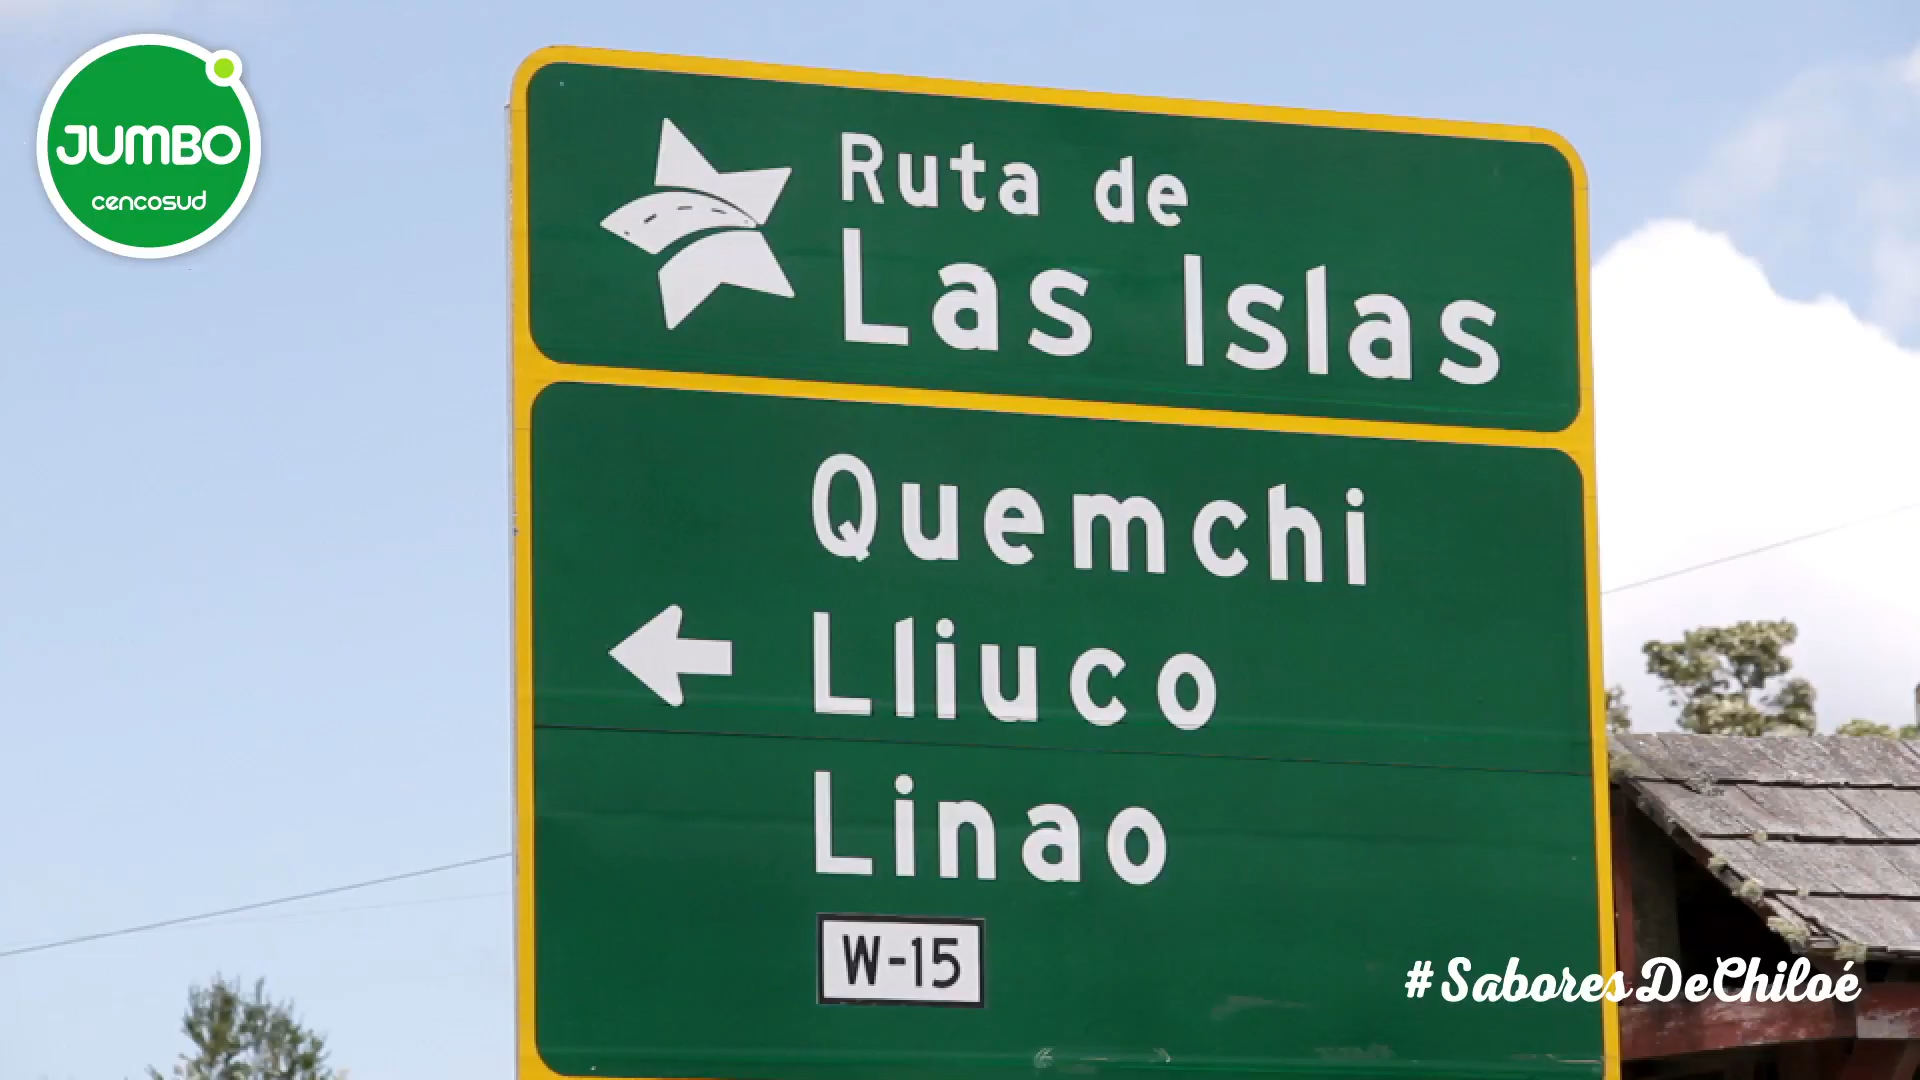 JUMBO
cencosud
Ruta de
Las Islas
Quemchi
Lliuco
Linao
W-15
#SaboresDeChiloé